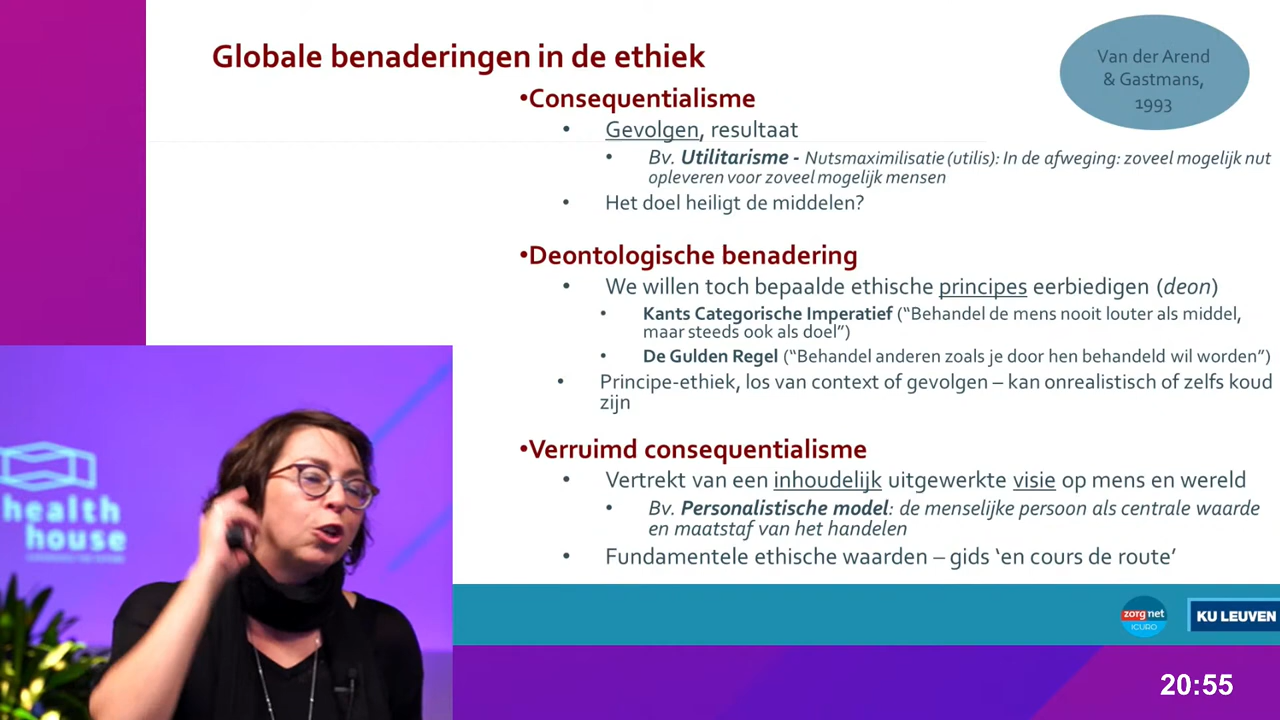 Globale benaderingen in de ethiek
Van der Arend
& Gastmans,
1993
•Consequentialisme
• Gevolgen, resultaat
• Bv. Utilitarisme - Nutsmaximilisatie (utilis): In de afweging: zoveel mogelijk nut
opleveren voor zoveel mogelijk mensen
• Het doel heiligt de middelen?
•Deontologische benadering
• We willen toch bepaalde ethische principes eerbiedigen (deon)
• Kants Categorische Imperatief (“Behandel de mens nooit louter als middel,
maar steeds ook als doel”)
• De Gulden Regel (“Behandel anderen zoals je door hen behandeld wil worden”)
• Principe-ethiek, los van context of gevolgen – kan onrealistisch of zelfs koud
zijn
•Verruimd consequentialisme
• Vertrekt van een inhoudelijk uitgewerkte visie op mens en wereld
• Bv. Personalistische model: de menselijke persoon als centrale waarde
en maatstaf van het handelen
• Fundamentele ethische waarden – gids ‘en cours de route’
health
house
zorgnet
ICURO
KU LEUVEN
20:55